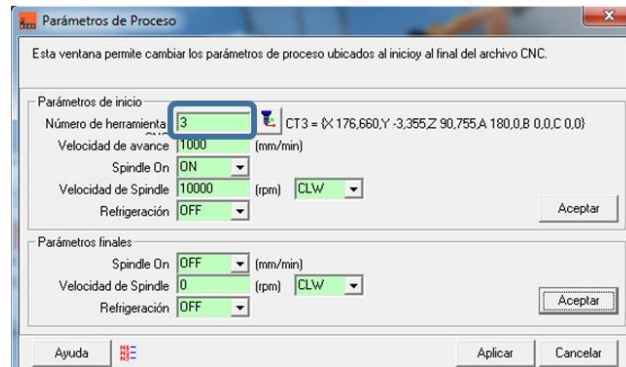 Parámetros de Proceso
Esta ventana permite cambiar los parámetros de proceso ubicados al inicioy al final del archivo CNC.
Parámetros de inicio
Número de herramienta 3 CT3 = {X 176,660,Y -3,355,Z 90,755,A 180,0,B 0,0,C 0,0}
Velocidad de avance 1000 (mm/min)
Spindle On ON
Velocidad de Spindle 10000 (rpm) CLW
Refrigeración OFF Aceptar
Parámetros finales
Spindle On OFF (mm/min)
Velocidad de Spindle 0 (rpm) CLW
Refrigeración OFF Aceptar
Ayuda Aplicar Cancelar